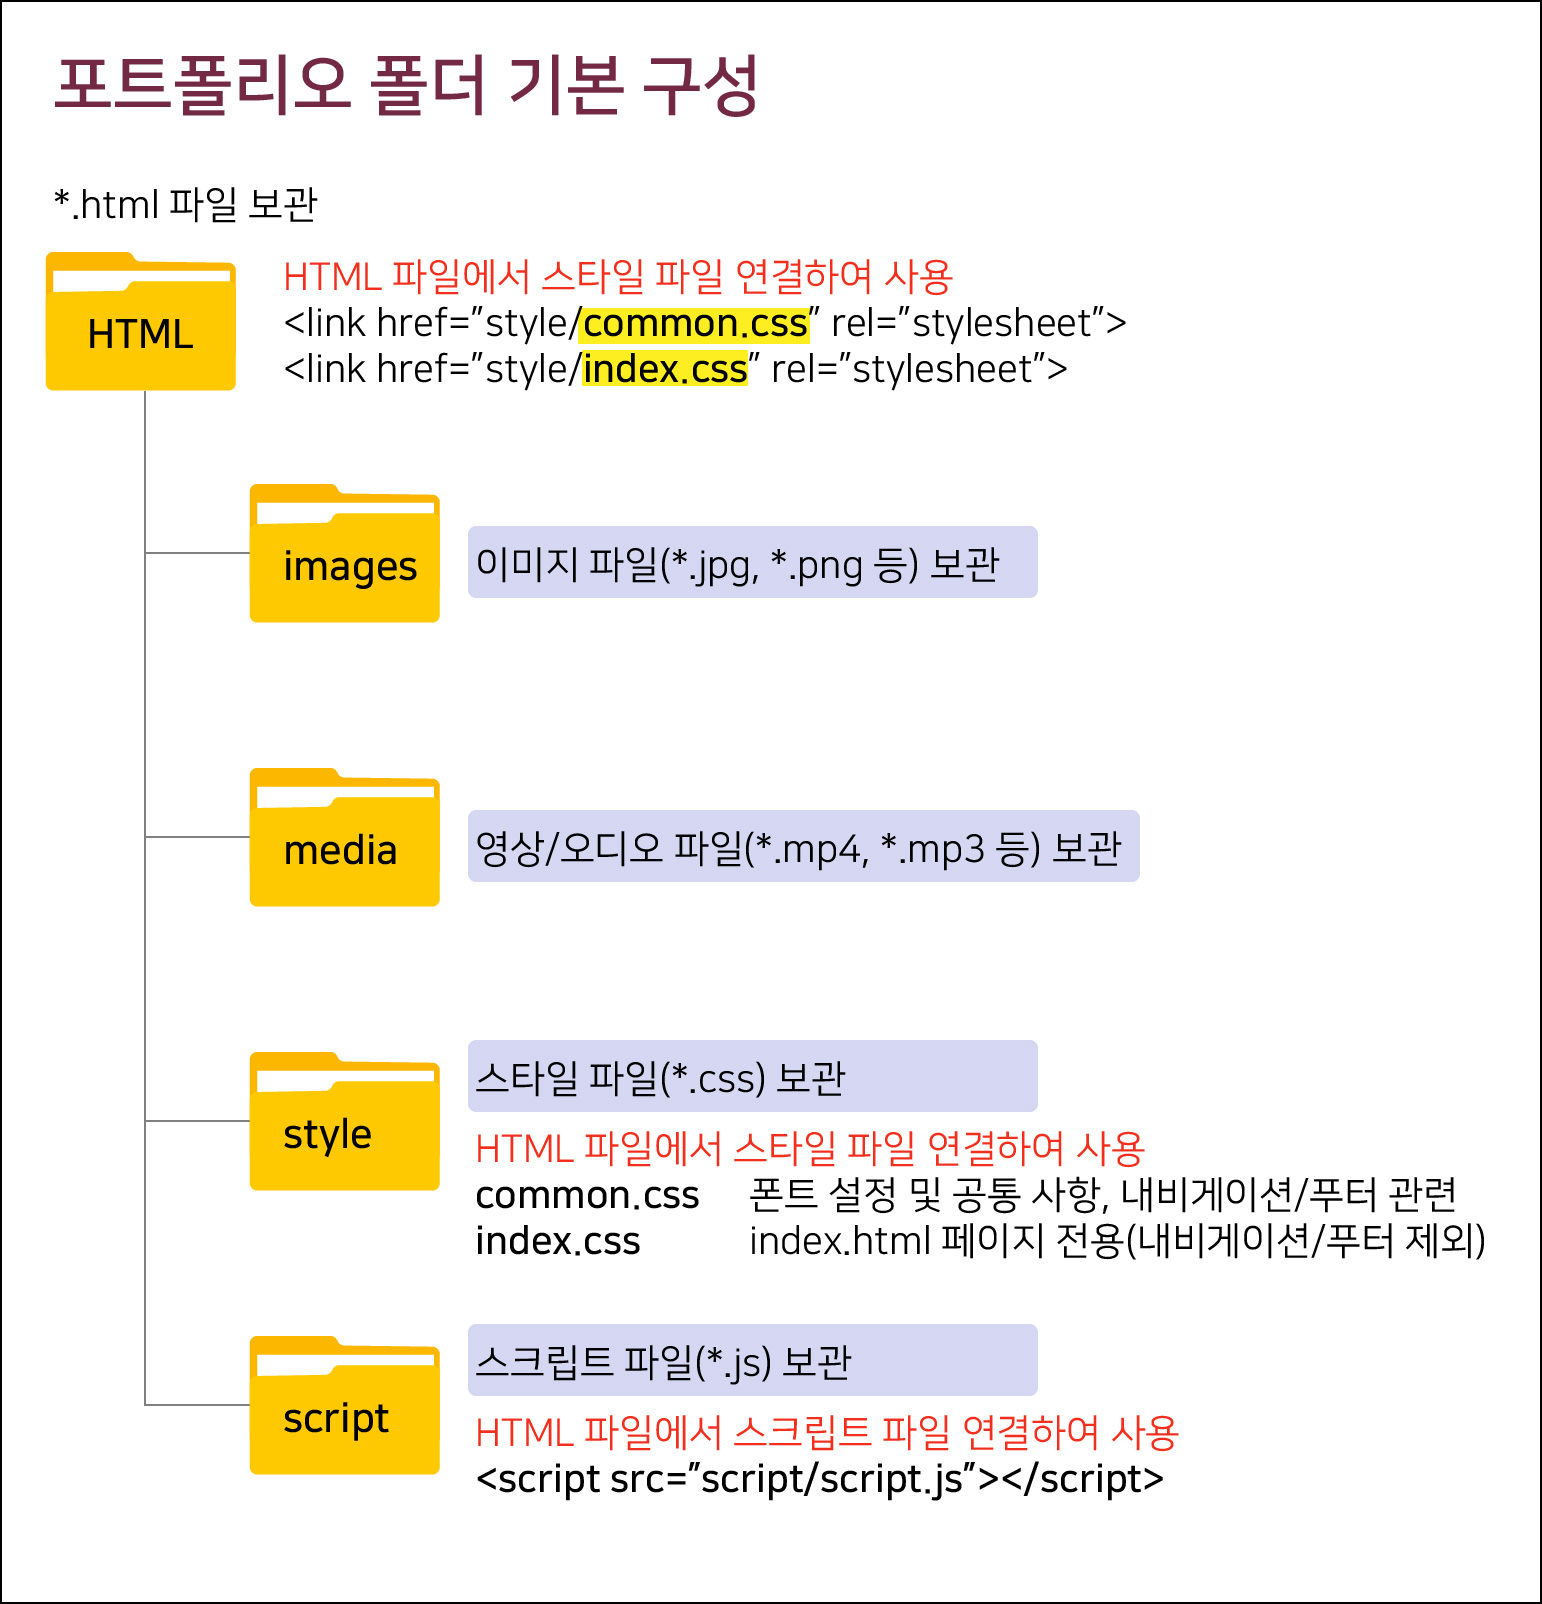 포트폴리오 폴더 기본 구성
*.html 파일 보관
HTML
HTML 파일에서 스타일 파일 연결하여 사용
<link href=”style/common.css” rel=”stylesheet”>
<link href=”style/index.css” rel=”stylesheet”>
images
이미지 파일(*.jpg, *.png 등) 보관
media
영상/오디오 파일(*.mp4, *.mp3 등) 보관
style
스타일 파일(*.css) 보관
HTML 파일에서 스타일 파일 연결하여 사용
common.css 폰트 설정 및 공통 사항, 내비게이션/푸터 관련
index.css index.html 페이지 전용(내비게이션/푸터 제외)
script
스크립트 파일(*.js) 보관
HTML 파일에서 스크립트 파일 연결하여 사용
<script src=”script/script.js”></script>